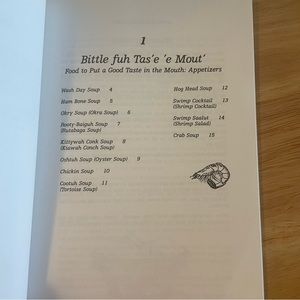 1
Bittle fuh Tas'e 'e Mout'
Food to Put a Good Taste in the Mouth: Appetizers
Wash Day Soup 4
Ham Bone Soup 5
Okry Soup (Okra Soup) 6
Rooty-Baiguh Soup 7
(Rutabaga Soup)
Kittywah Conk Soup 8
(Kiawah Conch Soup)
Oshtuh Soup (Oyster Soup) 9
Chickin Soup 10
Cootuh Soup 11
(Tortoise Soup)
Hog Head Soup 12
Swimp Cocktail 13
(Shrimp Cocktail)
Swimp Saalut 14
(Shrimp Salad)
Crab Soup 15